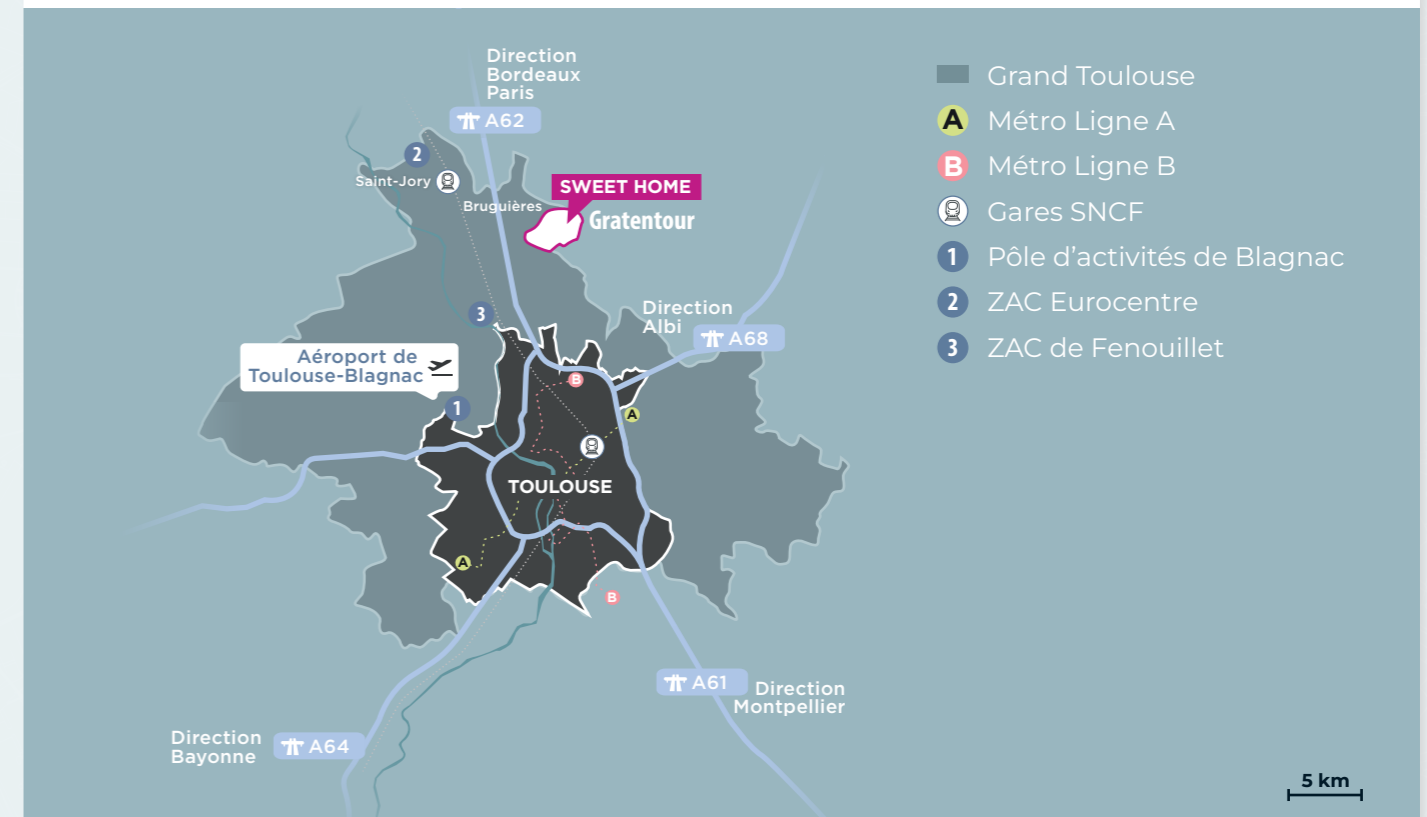 Direction
Bordeaux
Paris
A62
2
Saint-Jory
Bruguières
SWEET HOME
Gratentour
3
Direction
Albi
A68
Aéroport de
Toulouse-Blagnac
1
B
A
TOULOUSE
A
B
A61
Direction
Montpellier
Direction
Bayonne
A64
Grand Toulouse
A Métro Ligne A
B Métro Ligne B
Gares SNCF
1 Pôle d’activités de Blagnac
2 ZAC Eurocentre
3 ZAC de Fenouillet
5 km